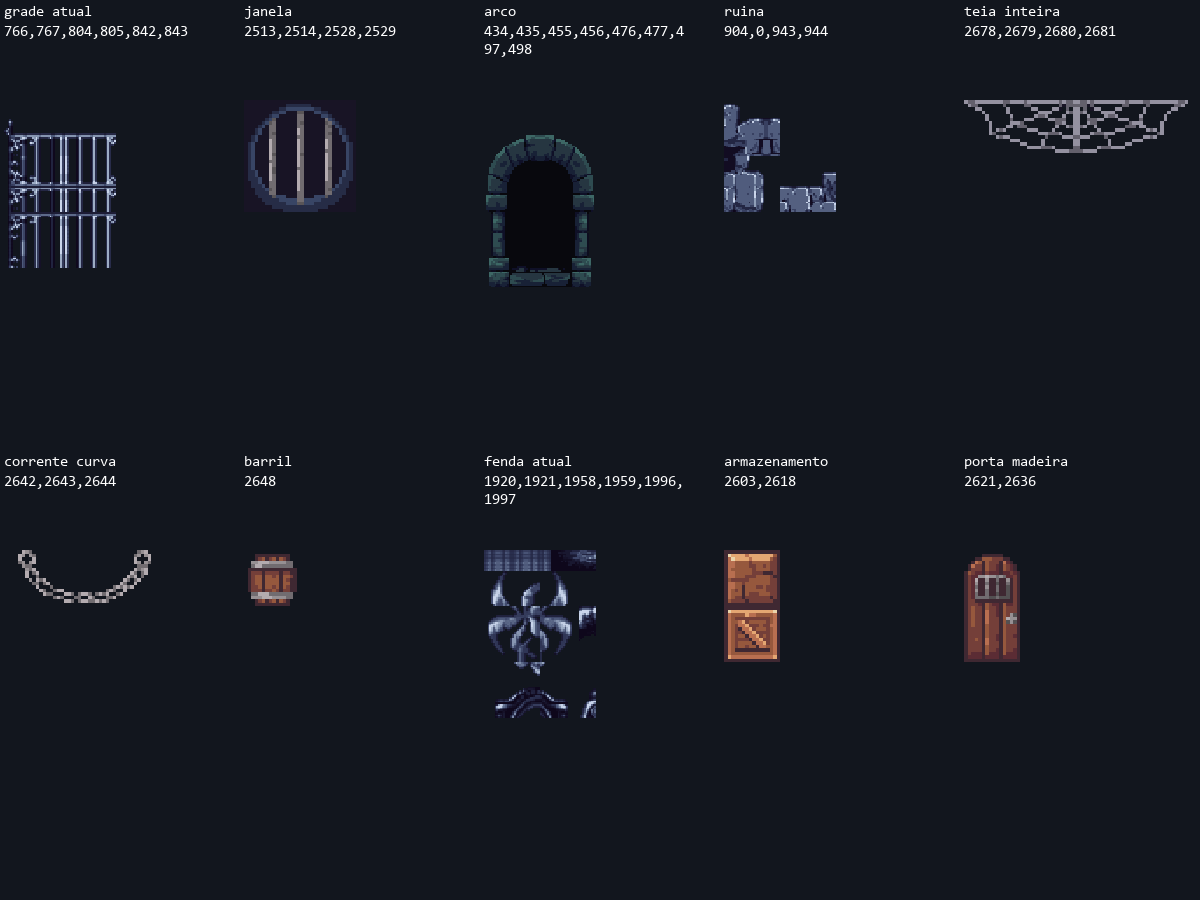 grade atual
766,767,804,805,842,843
janela
2513,2514,2528,2529
arco
434,435,455,456,476,477,4
97,498
ruina
904,0,943,944
teia inteira
2678,2679,2680,2681
corrente curva
2642,2643,2644
barril
2648
fenda atual
1920,1921,1958,1959,1996,
1997
armazenamento
2603,2618
porta madeira
2621,2636